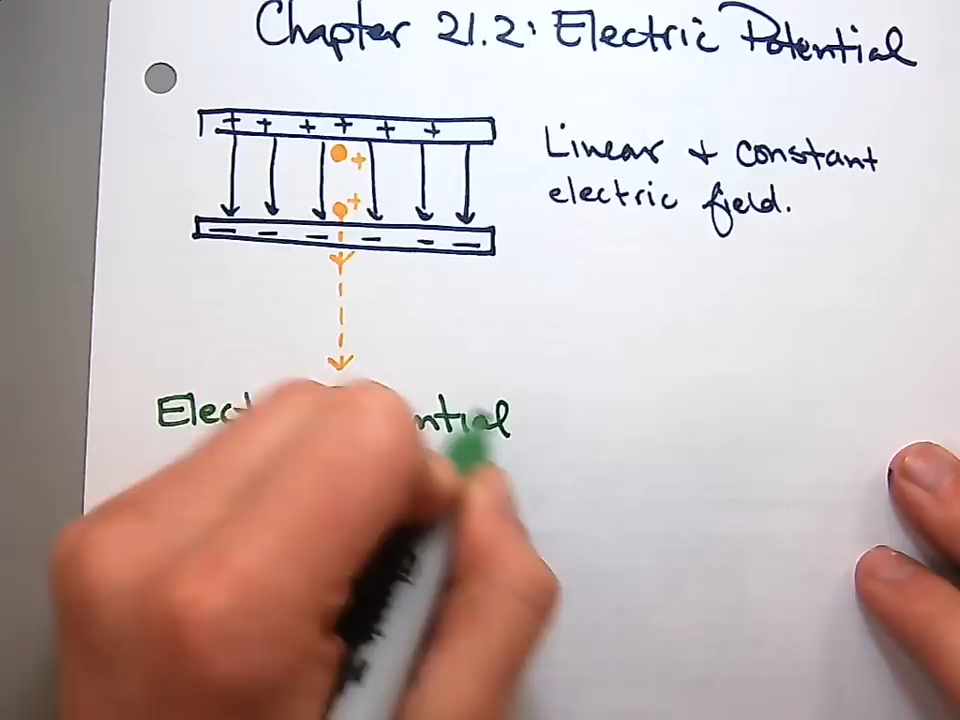 Chapter 21.2: Electric Potential
+ + + + + +
Linear + constant
electric field.
+
+
− − − − − −